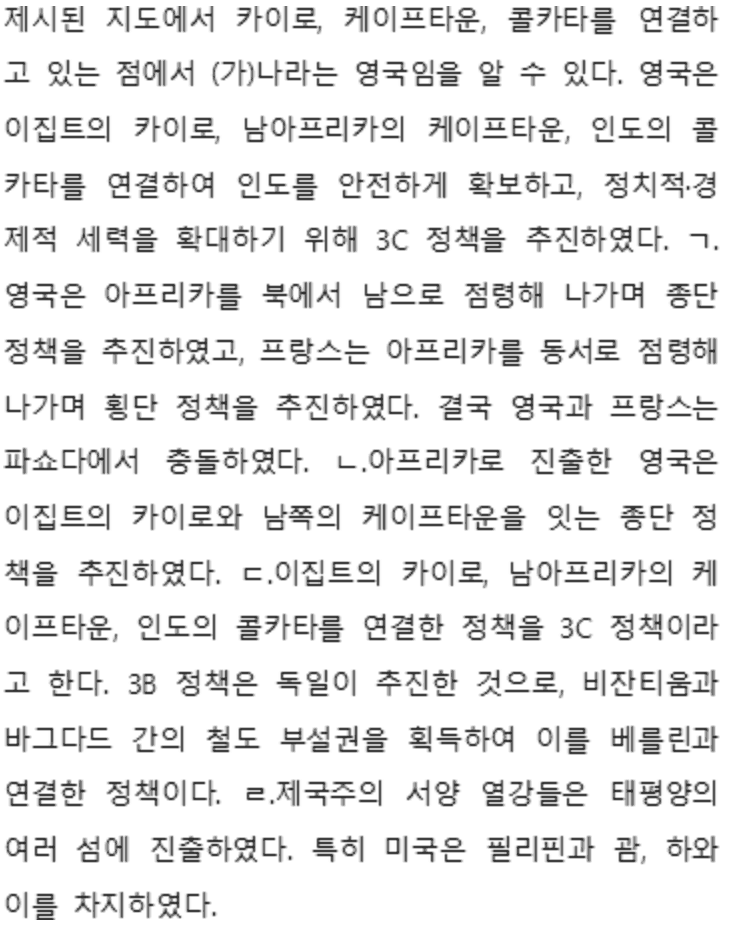 제시된 지도에서 카이로, 케이프타운, 콜카타를 연결하
고 있는 점에서 (가)나라는 영국임을 알 수 있다. 영국은
이집트의 카이로, 남아프리카의 케이프타운, 인도의 콜
카타를 연결하여 인도를 안전하게 확보하고, 정치적·경
제적 세력을 확대하기 위해 3C 정책을 추진하였다. ㄱ.
영국은 아프리카를 북에서 남으로 점령해 나가며 종단
정책을 추진하였고, 프랑스는 아프리카를 동서로 점령해
나가며 횡단 정책을 추진하였다. 결국 영국과 프랑스는
파쇼다에서 충돌하였다. ㄴ.아프리카로 진출한 영국은
이집트의 카이로와 남쪽의 케이프타운을 잇는 종단 정
책을 추진하였다. ㄷ.이집트의 카이로, 남아프리카의 케
이프타운, 인도의 콜카타를 연결한 정책을 3C 정책이라
고 한다. 3B 정책은 독일이 추진한 것으로, 비잔티움과
바그다드 간의 철도 부설권을 획득하여 이를 베를린과
연결한 정책이다. ㄹ.제국주의 서양 열강들은 태평양의
여러 섬에 진출하였다. 특히 미국은 필리핀과 괌, 하와
이를 차지하였다.